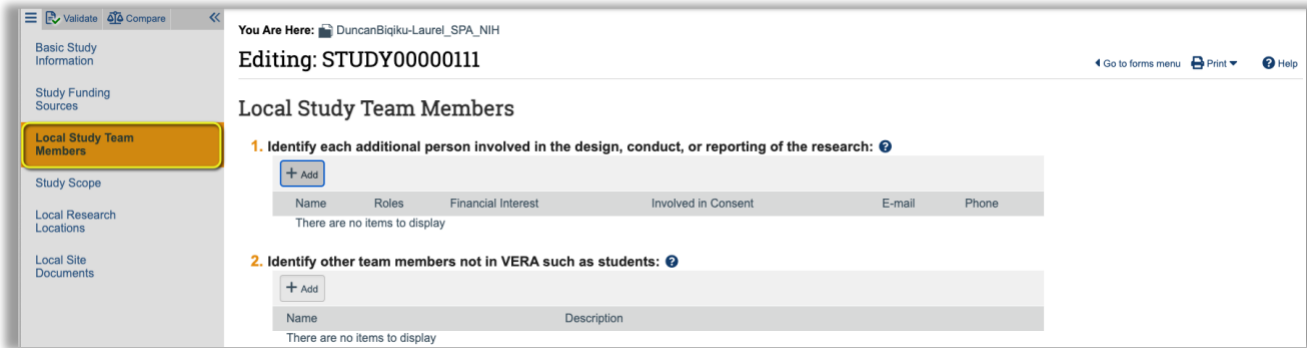 Validate Compare
Basic Study
Information
Study Funding
Sources
Local Study Team
Members
Study Scope
Local Research
Locations
Local Site
Documents
You Are Here: DuncanBiqiku-Laurel_SPA_NIH
Editing: STUDY00000111
Go to forms menu Print Help
Local Study Team Members
1. Identify each additional person involved in the design, conduct, or reporting of the research:
+ Add
Name Roles Financial Interest Involved in Consent E-mail Phone
There are no items to display
2. Identify other team members not in VERA such as students:
+ Add
Name Description
There are no items to display